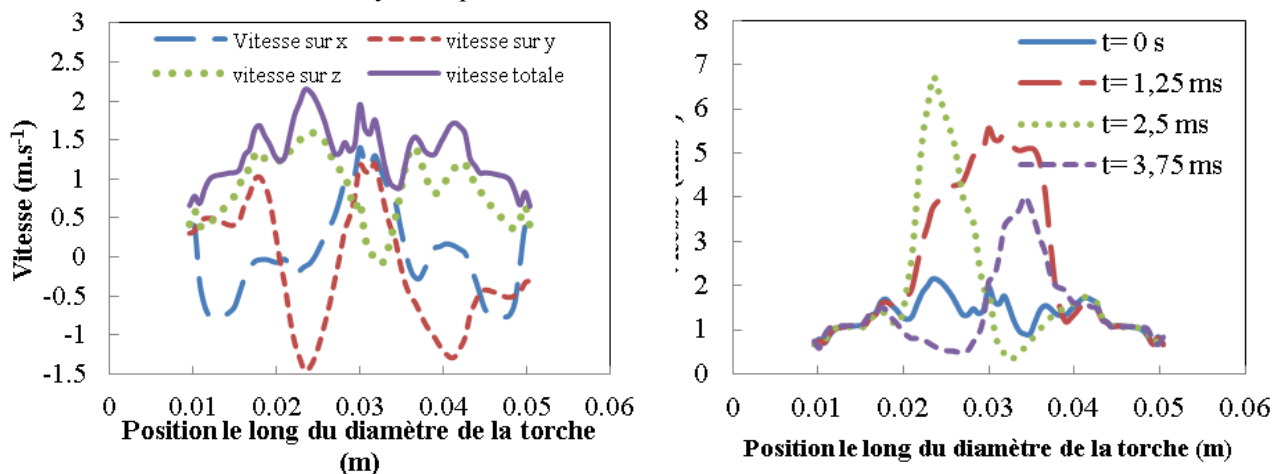 Vitesse (m.s⁻¹)
3
2.5
2
1.5
1
0.5
0
-0.5
-1
-1.5
Vitesse sur x
vitesse sur y
vitesse sur z
vitesse totale
0
0.01
0.02
0.03
0.04
0.05
0.06
Position le long du diamètre de la torche
(m)
8
7
6
5
4
3
2
1
0
t= 0 s
t= 1,25 ms
t= 2,5 ms
t= 3,75 ms
0
0.01
0.02
0.03
0.04
0.05
0.06
Position le long du diamètre de la torche (m)